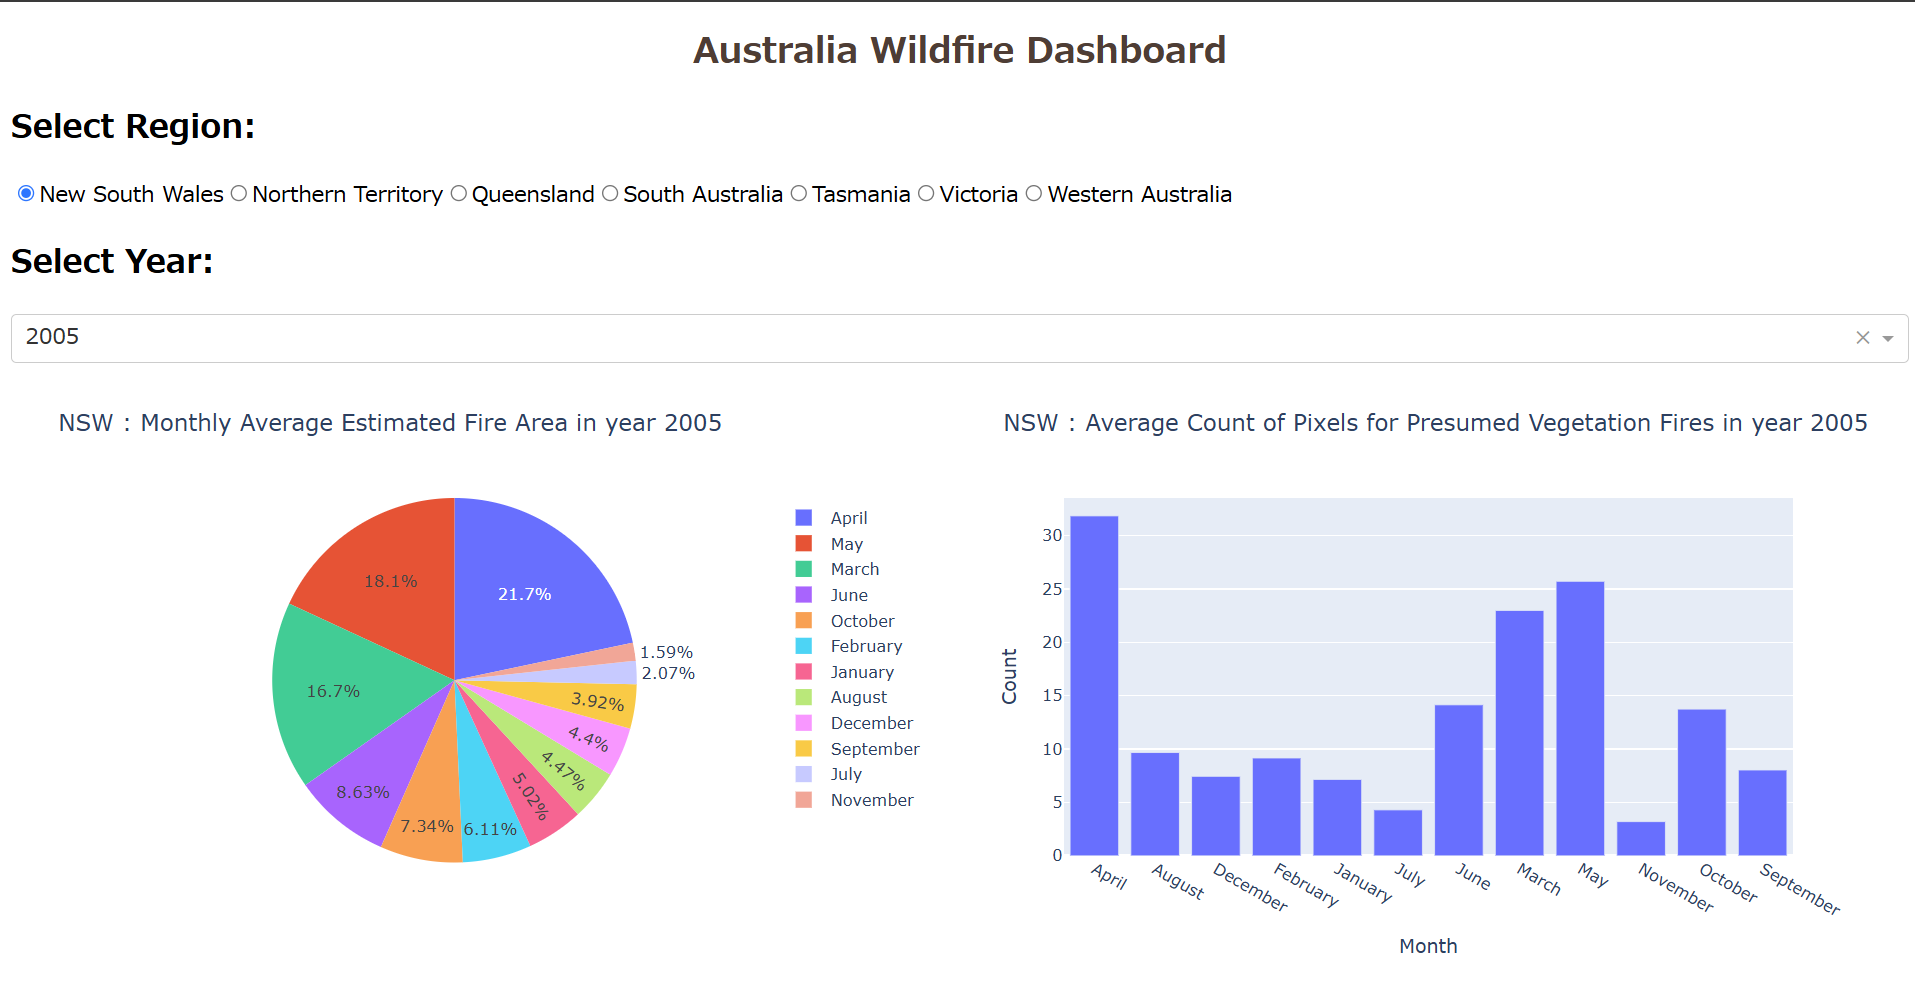 Australia Wildfire Dashboard
Select Region:
New South Wales Northern Territory Queensland South Australia Tasmania Victoria Western Australia
Select Year:
2005
NSW : Monthly Average Estimated Fire Area in year 2005
21.7%
18.1%
16.7%
8.63%
7.34%
6.11%
5.02%
4.47%
4.4%
3.92%
2.07%
1.59%
April
May
March
June
October
February
January
August
December
September
July
November
NSW : Average Count of Pixels for Presumed Vegetation Fires in year 2005
Count
30
25
20
15
10
5
0
April
August
December
February
January
July
June
March
May
November
October
September
Month